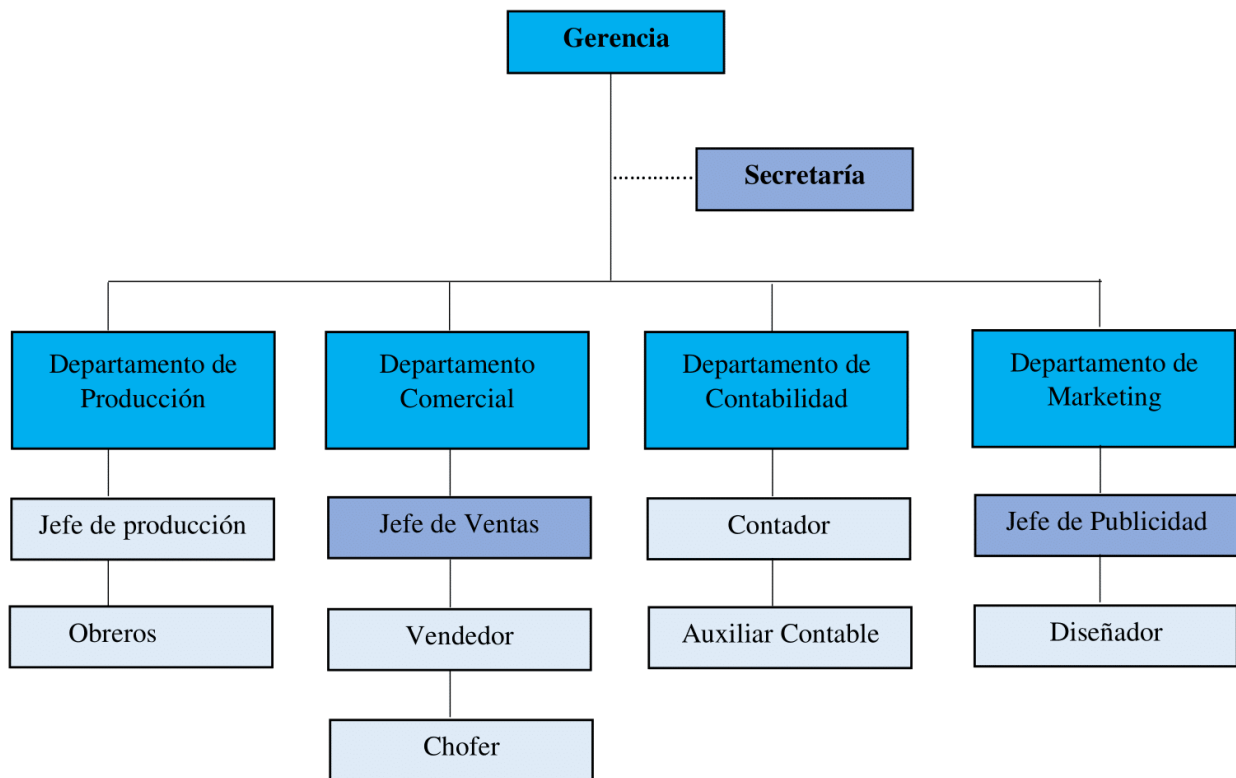 Gerencia
Secretaría
Departamento de
Producción
Departamento
Comercial
Departamento de
Contabilidad
Departamento de
Marketing
Jefe de producción
Jefe de Ventas
Contador
Jefe de Publicidad
Obreros
Vendedor
Auxiliar Contable
Diseñador
Chofer